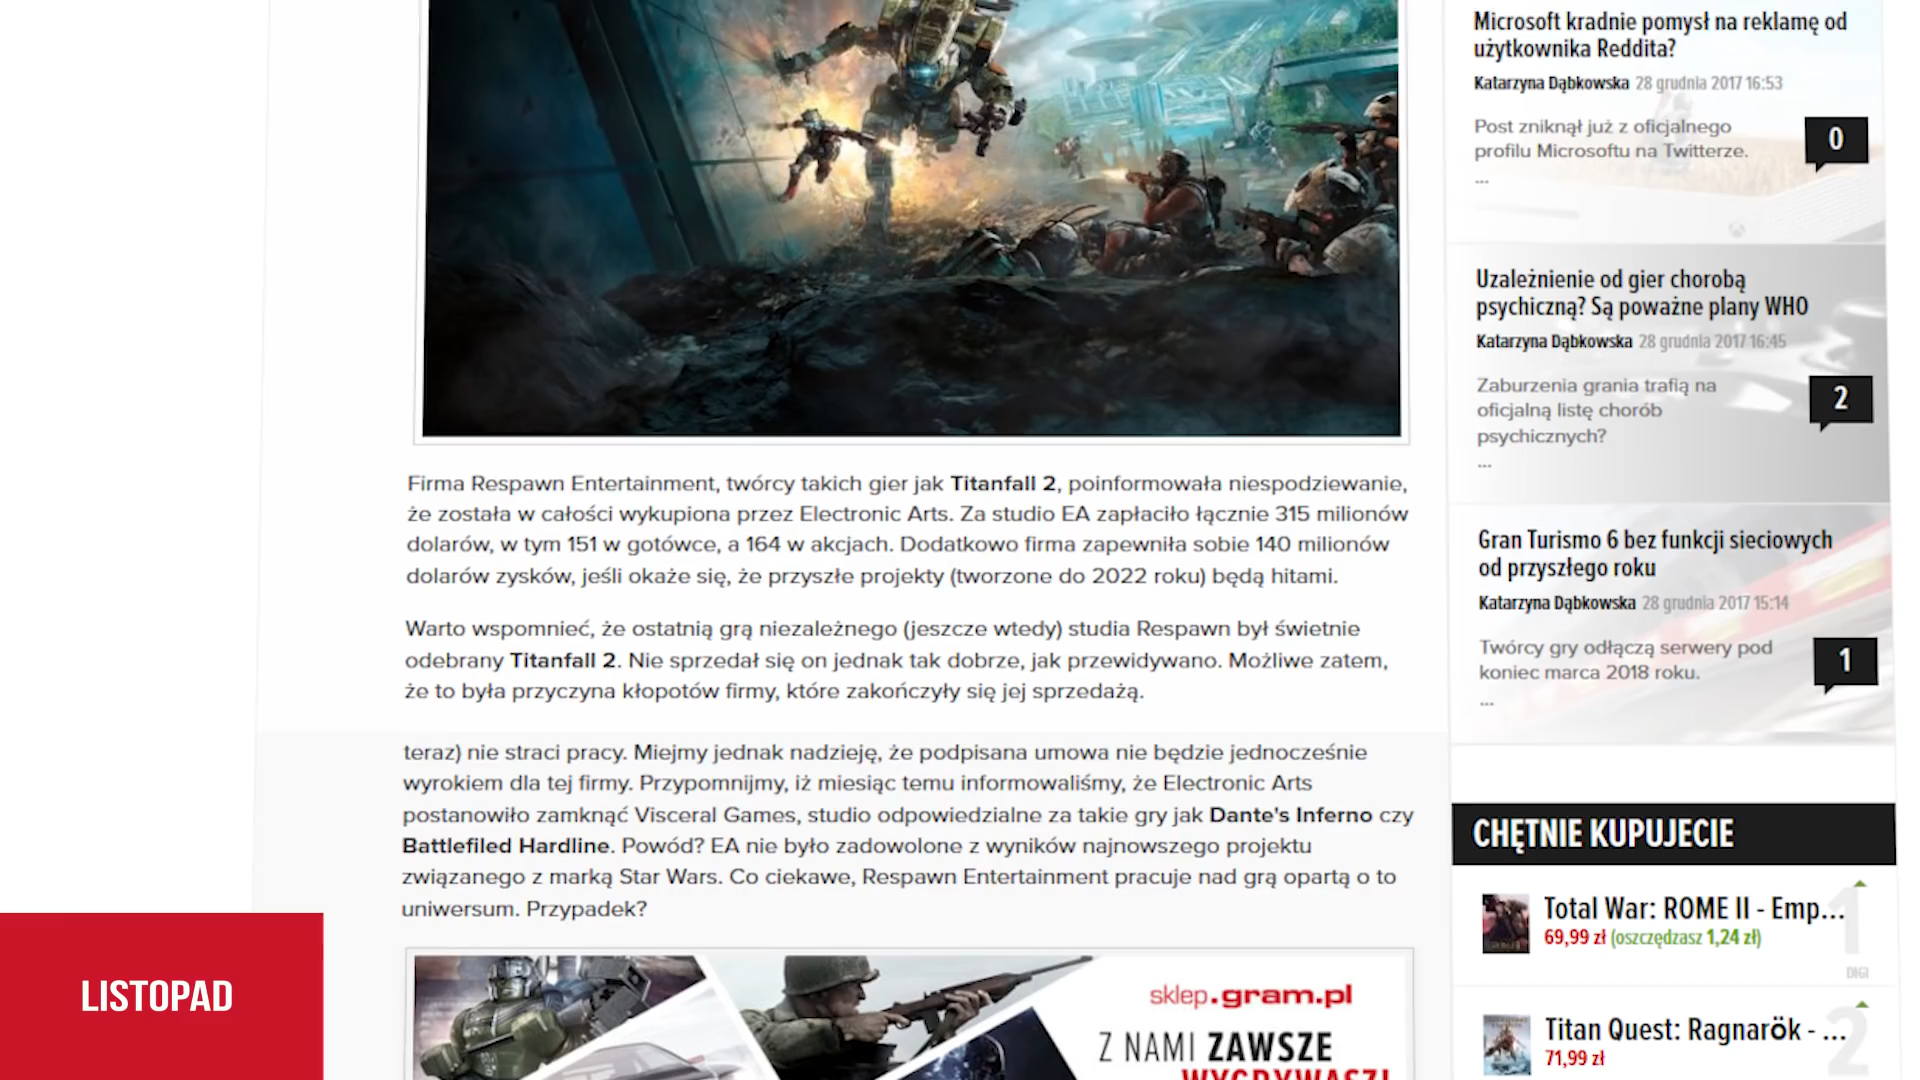 Firma Respawn Entertainment, twórcy takich gier jak Titanfall 2, poinformowała niespodziewanie,
że została w całości wykupiona przez Electronic Arts. Za studio EA zapłaciło łącznie 315 milionów
dolarów, w tym 151 w gotówce, a 164 w akcjach. Dodatkowo firma zapewniła sobie 140 milionów
dolarów zysków, jeśli okaże się, że przyszłe projekty (tworzone do 2022 roku) będą hitami.
Warto wspomnieć, że ostatnią grą niezależnego (jeszcze wtedy) studia Respawn był świetnie
odebrany Titanfall 2. Nie sprzedał się on jednak tak dobrze, jak przewidywano. Możliwe zatem,
że to była przyczyna kłopotów firmy, które zakończyły się jej sprzedażą.
teraz) nie straci pracy. Miejmy jednak nadzieję, że podpisana umowa nie będzie jednocześnie
wyrokiem dla tej firmy. Przypomnijmy, iż miesiąc temu informowaliśmy, że Electronic Arts
postanowiło zamknąć Visceral Games, studio odpowiedzialne za takie gry jak Dante's Inferno czy
Battlefiled Hardline. Powód? EA nie było zadowolone z wyników najnowszego projektu
związanego z marką Star Wars. Co ciekawe, Respawn Entertainment pracuje nad grą opartą o to
uniwersum. Przypadek?
sklep.gram.pl
Z NAMI ZAWSZE
WYGRYWASZ!
LISTOPAD
Microsoft kradnie pomysł na reklamę od
użytkownika Reddita?
Katarzyna Dąbkowska 28 grudnia 2017 16:53
Post zniknął już z oficjalnego
profilu Microsoftu na Twitterze.
...
0
Uzależnienie od gier chorobą
psychiczną? Są poważne plany WHO
Katarzyna Dąbkowska 28 grudnia 2017 16:45
Zaburzenia grania trafią na
oficjalną listę chorób
psychicznych?
...
2
Gran Turismo 6 bez funkcji sieciowych
od przyszłego roku
Katarzyna Dąbkowska 28 grudnia 2017 15:14
Twórcy gry odłączą serwery pod
koniec marca 2018 roku.
...
1
CHĘTNIE KUPUJECIE
Total War: ROME II - Emp...
69,99 zł (oszczędzasz 1,24 zł)
1
DIGI
Titan Quest: Ragnarök - ...
71,99 zł
2